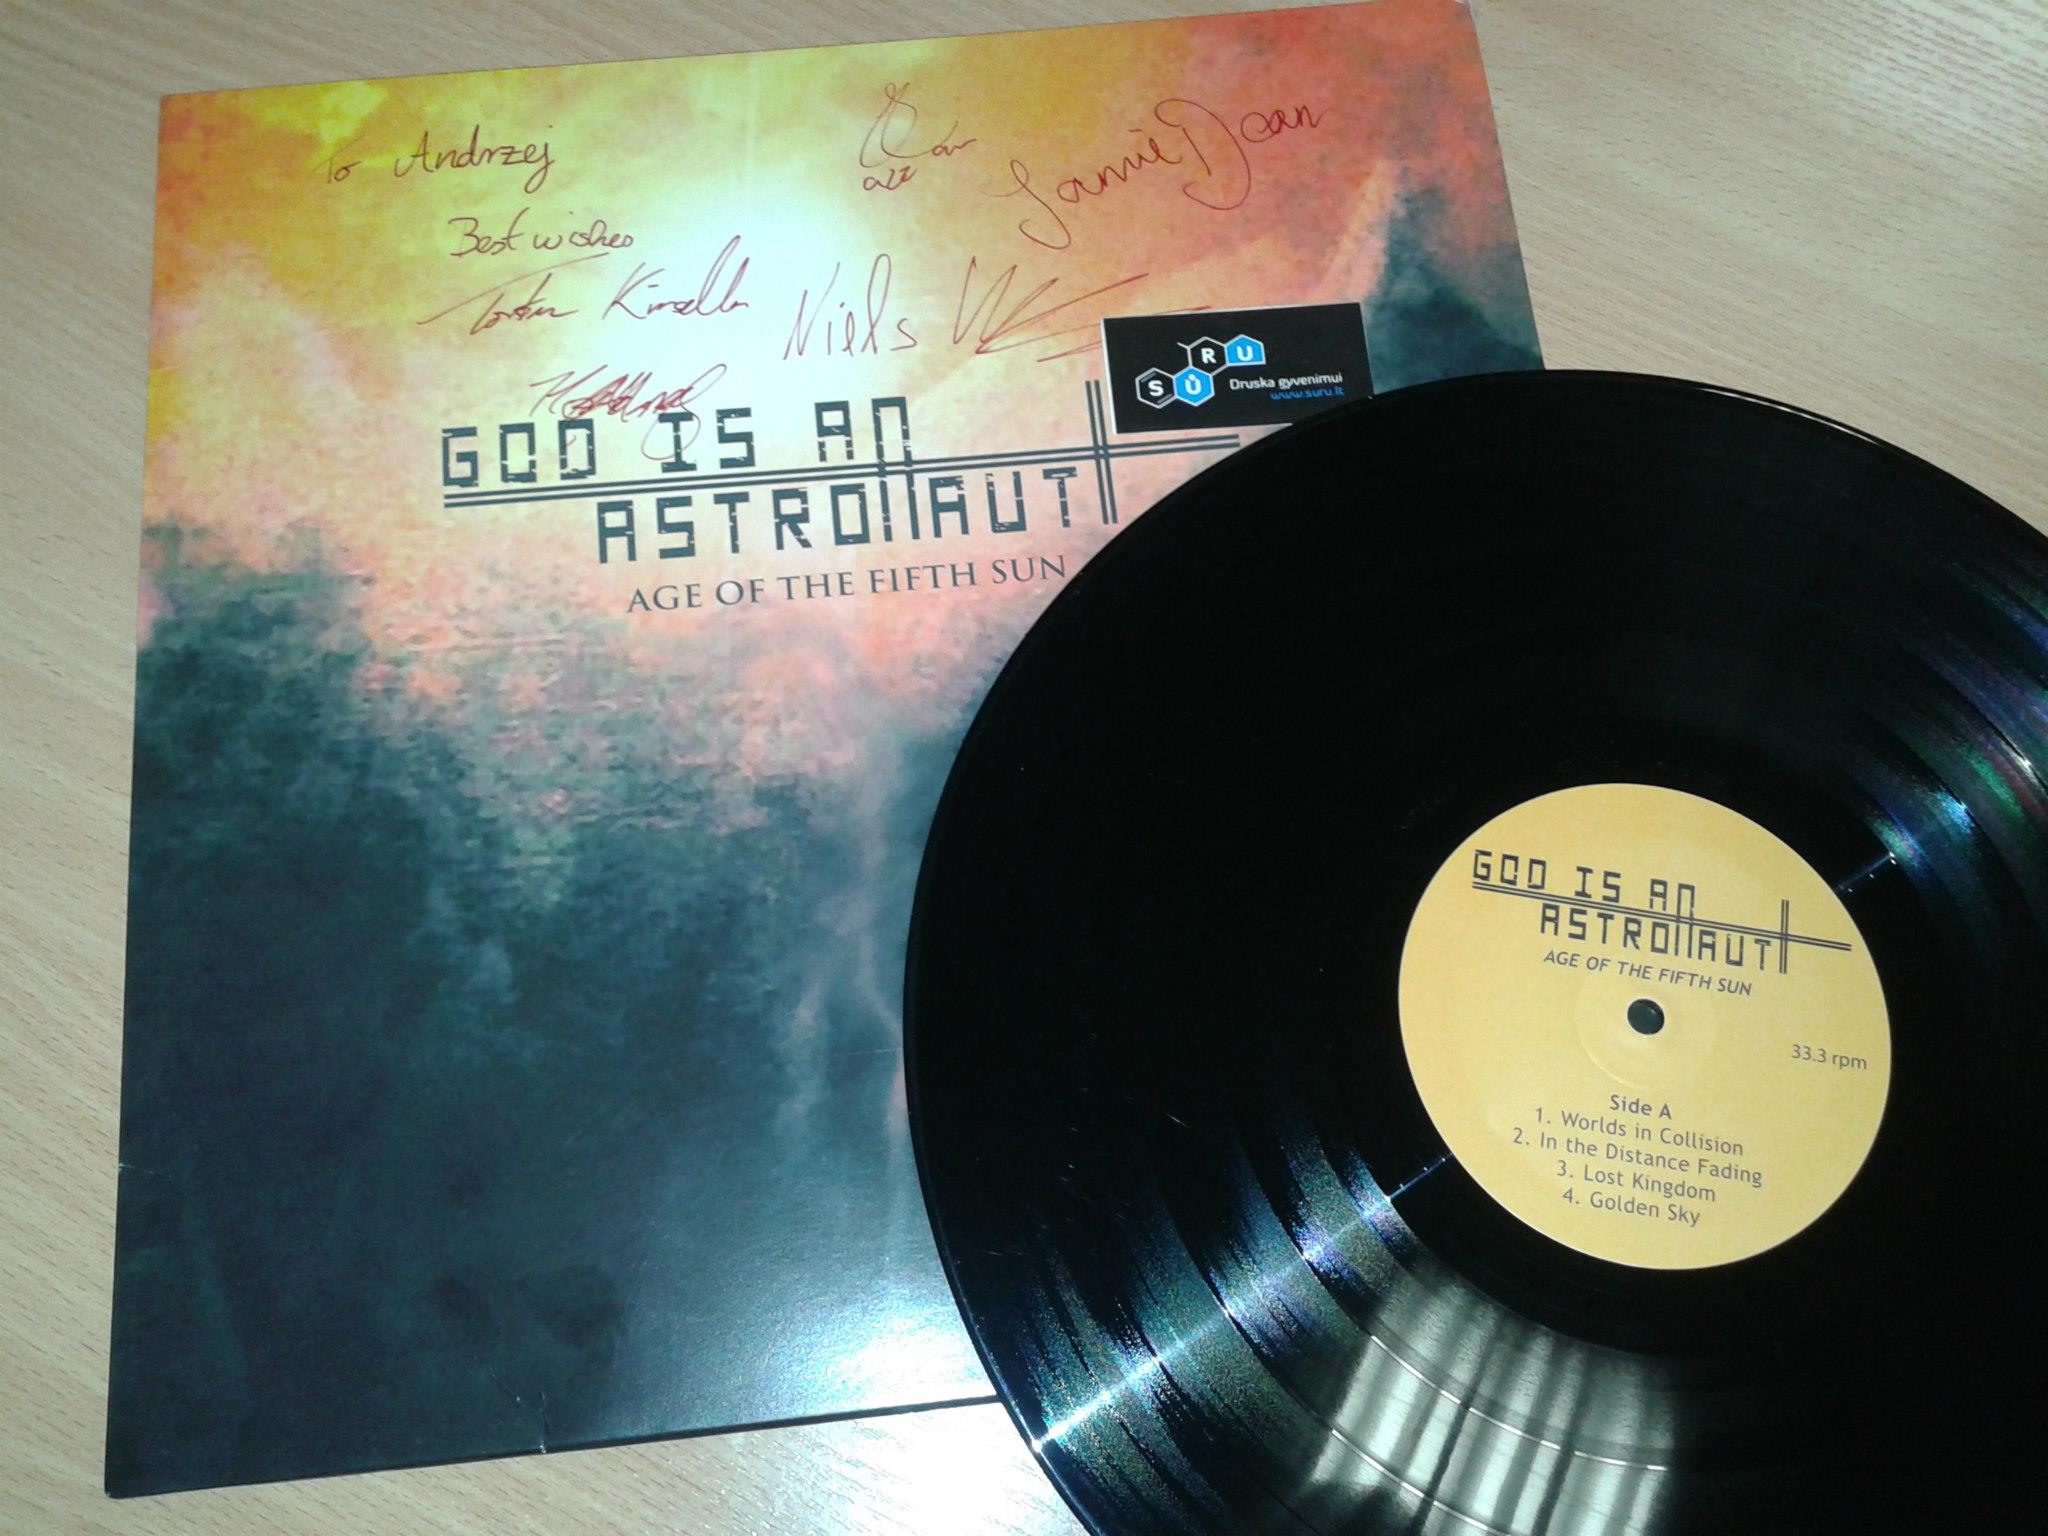 To Andrzej
Best wishes
Torsten Kinsella
Jamie Dean
Niels
GOD IS AN
ASTRONAUT
AGE OF THE FIFTH SUN
SŪRU
Druska gyvenimui
www.suru.lt
GOD IS AN
ASTRONAUT
AGE OF THE FIFTH SUN
33.3 rpm
Side A
1. Worlds in Collision
2. In the Distance Fading
3. Lost Kingdom
4. Golden Sky